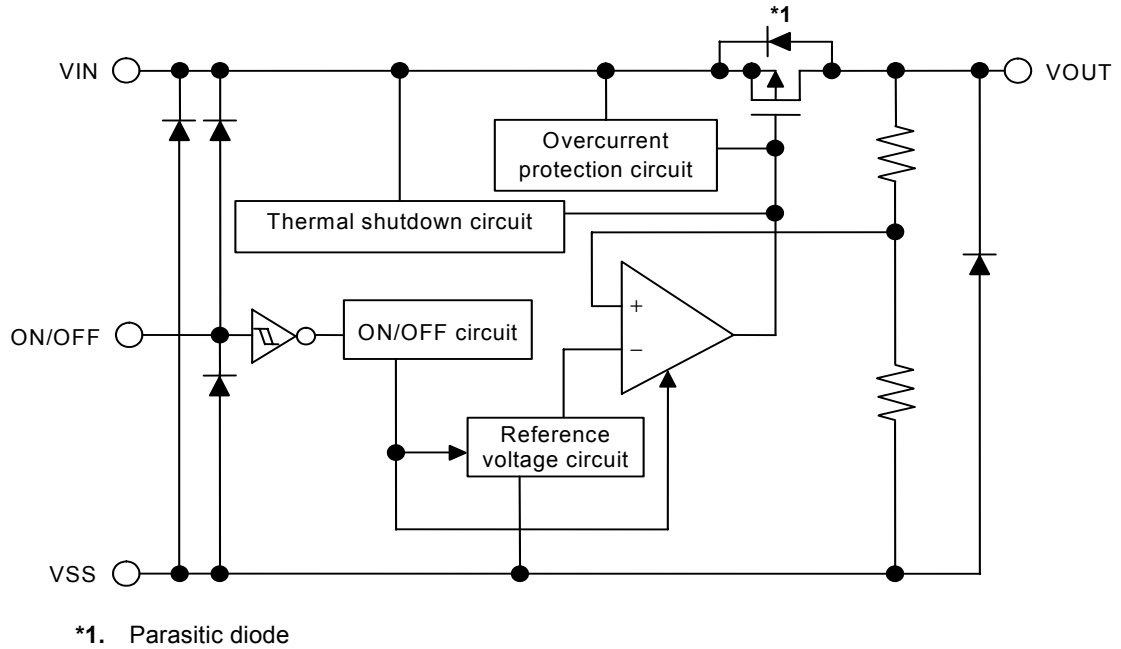 *1
VIN
VOUT
Overcurrent
protection circuit
Thermal shutdown circuit
+
−
ON/OFF
ON/OFF circuit
Reference
voltage circuit
VSS
*1. Parasitic diode